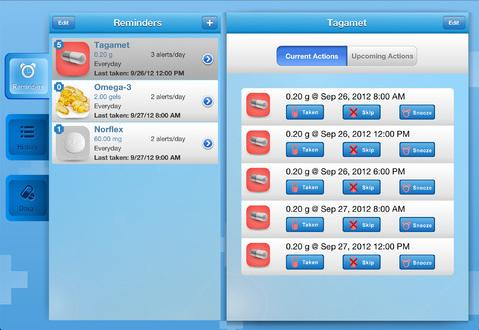 Edit
Reminders
+
Tagamet
Edit
Reminders
History
Drugs
5
Tagamet
0.20 g
3 alerts/day
Everyday
Last taken: 9/26/12 12:00 PM
0
Omega-3
2.00 gels
2 alerts/day
Everyday
Last taken: 9/27/12 8:00 AM
1
Norflex
60.00 mg
2 alerts/day
Everyday
Last taken: 9/27/12 9:00 AM
Current Actions
Upcoming Actions
0.20 g @ Sep 26, 2012 8:00 AM
Taken Skip Snooze
0.20 g @ Sep 26, 2012 12:00 PM
Taken Skip Snooze
0.20 g @ Sep 26, 2012 6:00 PM
Taken Skip Snooze
0.20 g @ Sep 27, 2012 8:00 AM
Taken Skip Snooze
0.20 g @ Sep 27, 2012 12:00 PM
Taken Skip Snooze